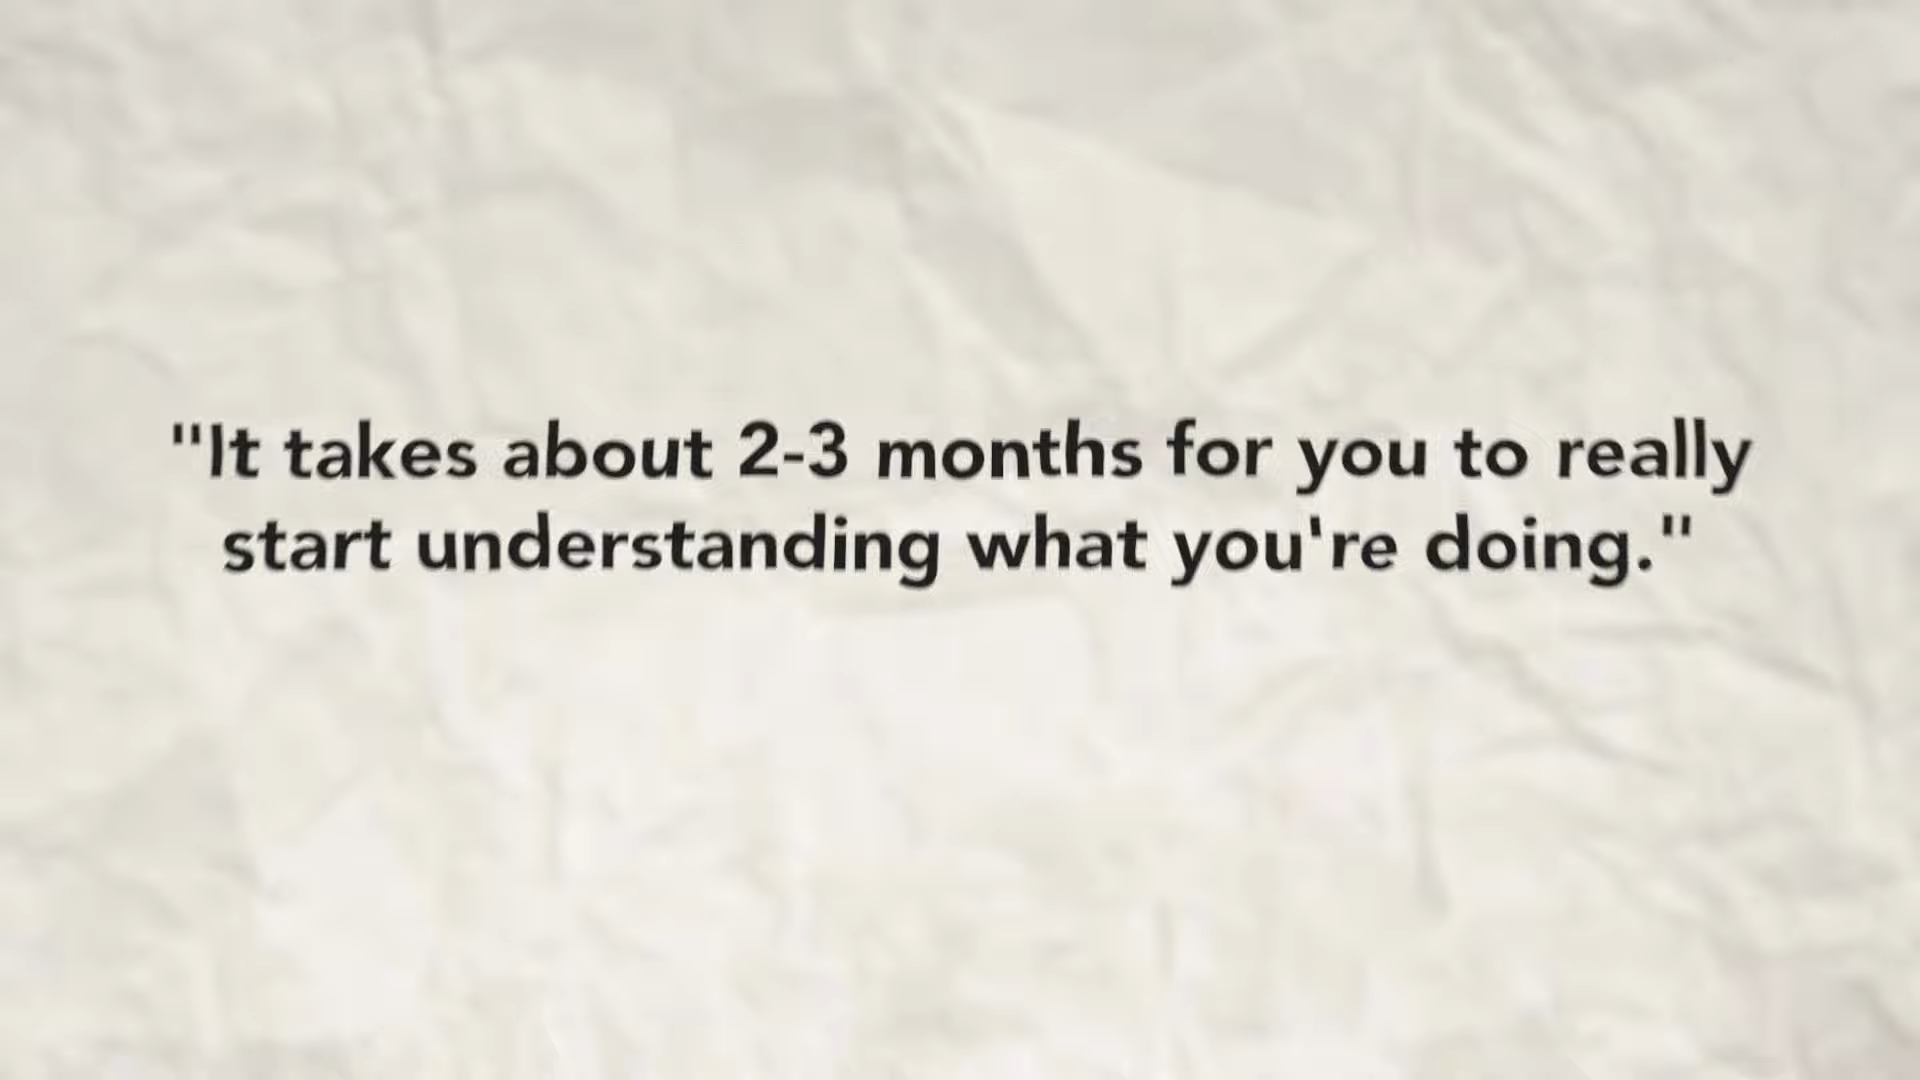 "It takes about 2-3 months for you to really
start understanding what you're doing."